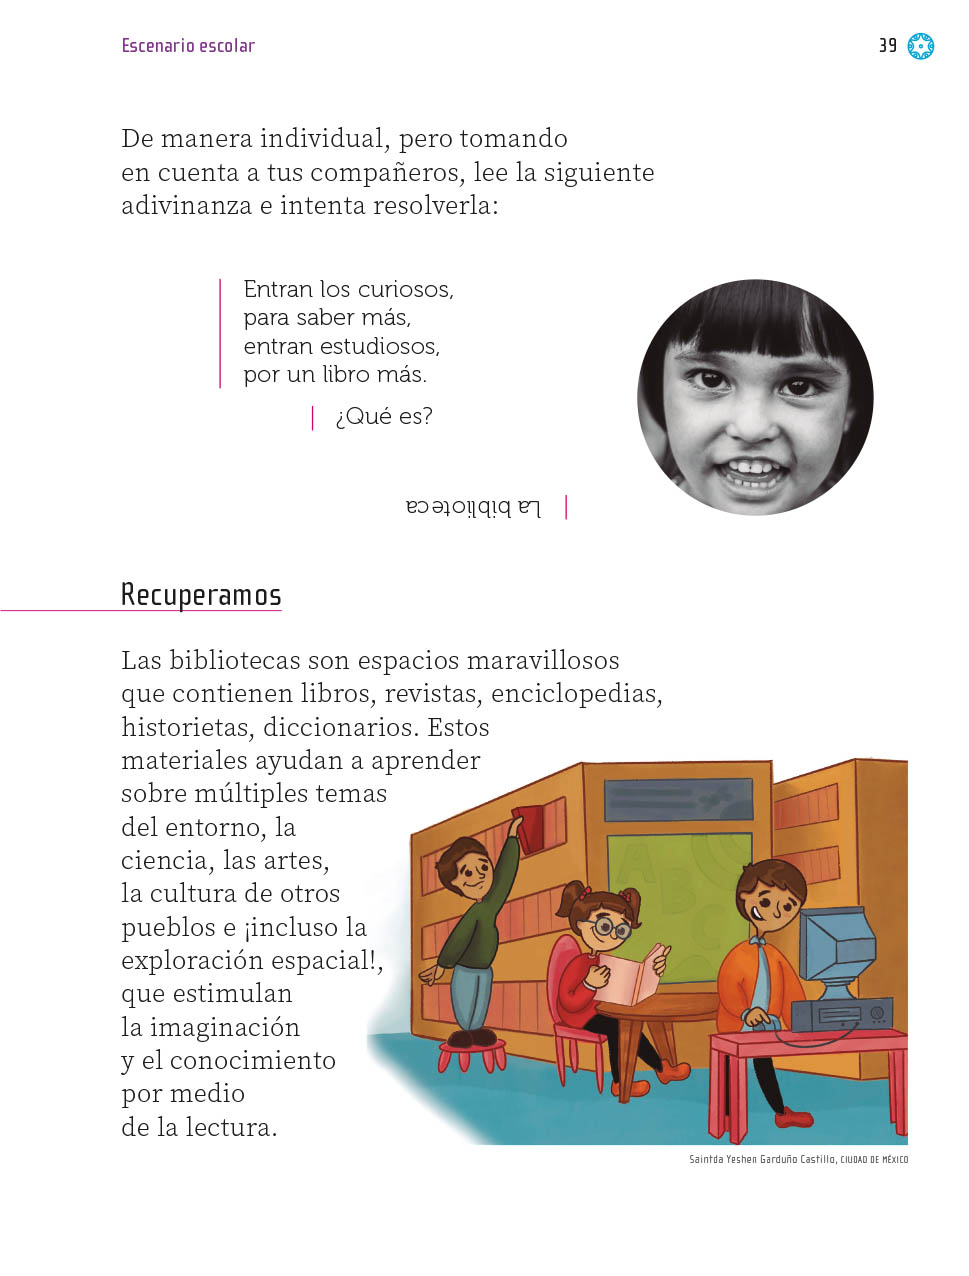 Escenario escolar
39
De manera individual, pero tomando
en cuenta a tus compañeros, lee la siguiente
adivinanza e intenta resolverla:
Entran los curiosos,
para saber más,
entran estudiosos,
por un libro más.
¿Qué es?
La biblioteca
Recuperamos
Las bibliotecas son espacios maravillosos
que contienen libros, revistas, enciclopedias,
historietas, diccionarios. Estos
materiales ayudan a aprender
sobre múltiples temas
del entorno, la
ciencia, las artes,
la cultura de otros
pueblos e ¡incluso la
exploración espacial!,
que estimulan
la imaginación
y el conocimiento
por medio
de la lectura.
A
B
C
Saintda Yeshen Garduño Castillo, CIUDAD DE MÉXICO